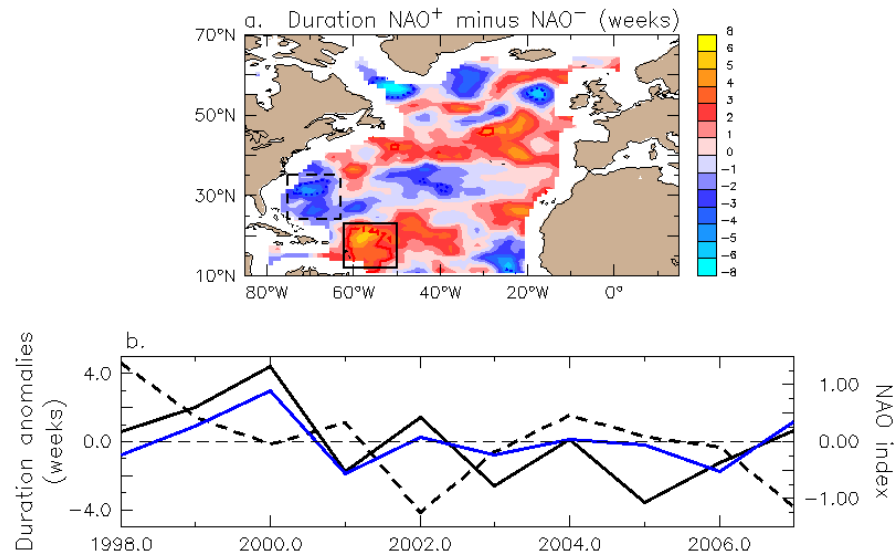 a. Duration NAO⁺ minus NAO⁻ (weeks)
70°N
50°N
30°N
10°N
80°W 60°W 40°W 20°W 0°
8
6
5
4
3
2
1
0
−1
−2
−3
−4
−5
−6
−8
b.
Duration anomalies
(weeks)
4.0
0.0
−4.0
1.00
0.00
−1.00
NAO index
1998.0 2000.0 2002.0 2004.0 2006.0